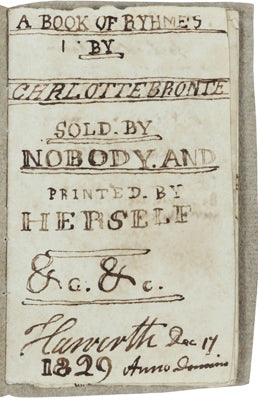 A BOOK OF RYHMES
BY
CHARLOTTE BRONTE
SOLD. BY
NOBODY. AND
PRINTED. BY
HERSELF
&c. &c.
Haworth Dec 17
1829 Anno Domini